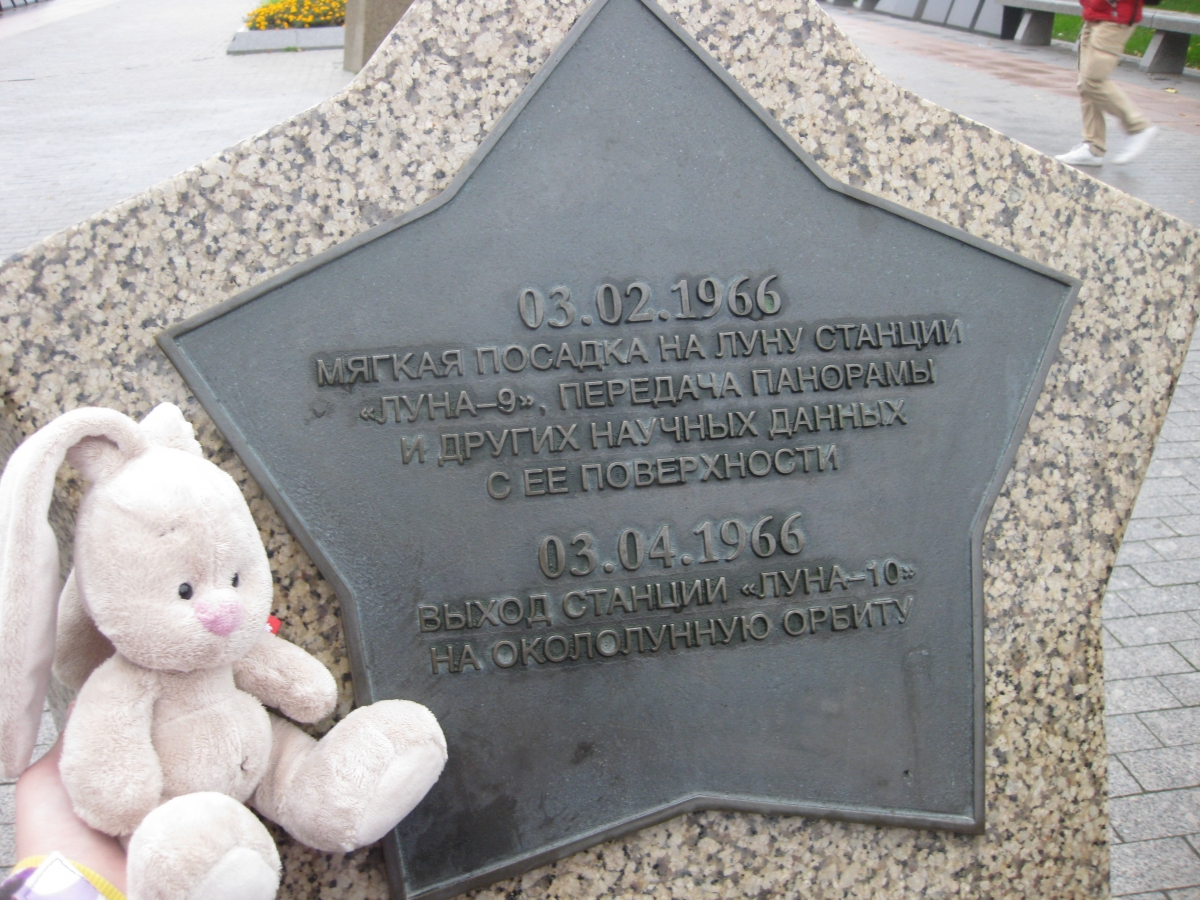 03.02.1966
МЯГКАЯ ПОСАДКА НА ЛУНУ СТАНЦИИ
«ЛУНА–9», ПЕРЕДАЧА ПАНОРАМЫ
И ДРУГИХ НАУЧНЫХ ДАННЫХ
С ЕЕ ПОВЕРХНОСТИ
03.04.1966
ВЫХОД СТАНЦИИ «ЛУНА–10»
НА ОКОЛОЛУННУЮ ОРБИТУ